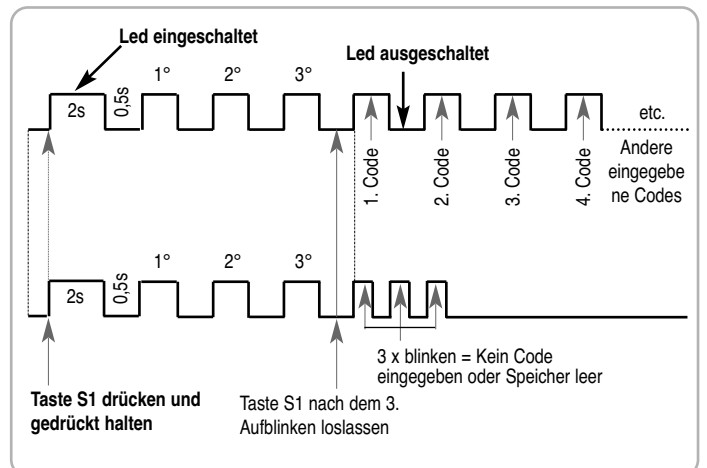 Led eingeschaltet
Led ausgeschaltet
1° 2° 3°
2s 0,5s
etc.
1. Code
2. Code
3. Code
4. Code
Andere
eingegebe
ne Codes
1° 2° 3°
2s 0,5s
3 x blinken = Kein Code
eingegeben oder Speicher leer
Taste S1 drücken und
gedrückt halten
Taste S1 nach dem 3.
Aufblinken loslassen